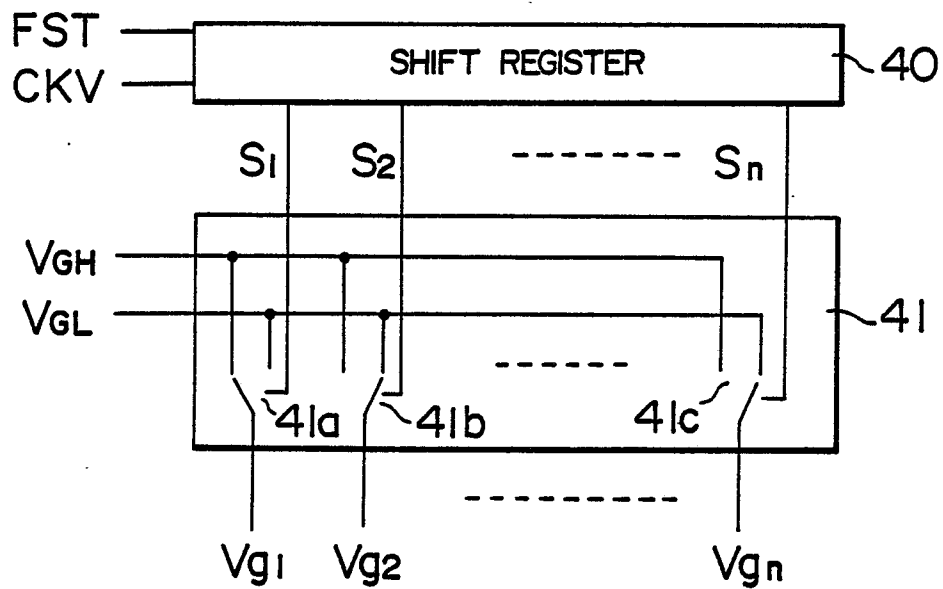 FST
CKV
SHIFT REGISTER
40
S1
S2
Sn
VGH
VGL
41
41a
41b
41c
Vg1
Vg2
Vgn